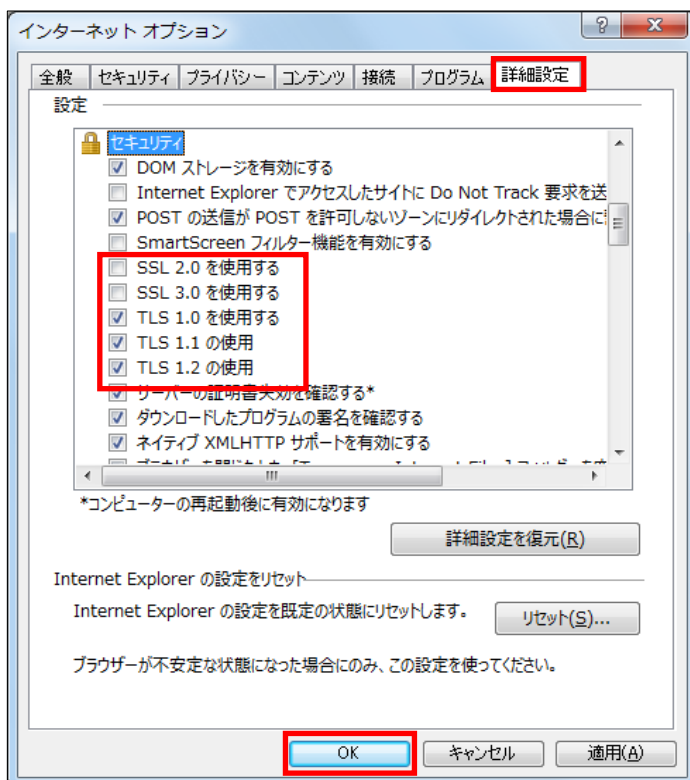 インターネット オプション
全般 セキュリティ プライバシー コンテンツ 接続 プログラム 詳細設定
設定
セキュリティ
DOM ストレージを有効にする
Internet Explorer でアクセスしたサイトに Do Not Track 要求を送
POST の送信が POST を許可しないゾーンにリダイレクトされた場合に
SmartScreen フィルター機能を有効にする
SSL 2.0 を使用する
SSL 3.0 を使用する
TLS 1.0 を使用する
TLS 1.1 の使用
TLS 1.2 の使用
サーバーの証明書失効を確認する*
ダウンロードしたプログラムの署名を確認する
ネイティブ XMLHTTP サポートを有効にする
*コンピューターの再起動後に有効になります
詳細設定を復元(R)
Internet Explorer の設定をリセット
Internet Explorer の設定を既定の状態にリセットします。
リセット(S)...
ブラウザーが不安定な状態になった場合にのみ、この設定を使ってください。
OK キャンセル 適用(A)